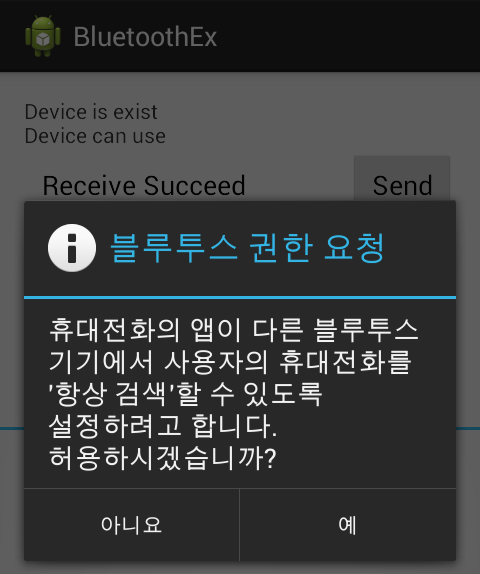 BluetoothEx
Device is exist
Device can use
Receive Succeed
Send
블루투스 권한 요청
휴대전화의 앱이 다른 블루투스
기기에서 사용자의 휴대전화를
'항상 검색'할 수 있도록
설정하려고 합니다.
허용하시겠습니까?
아니요
예